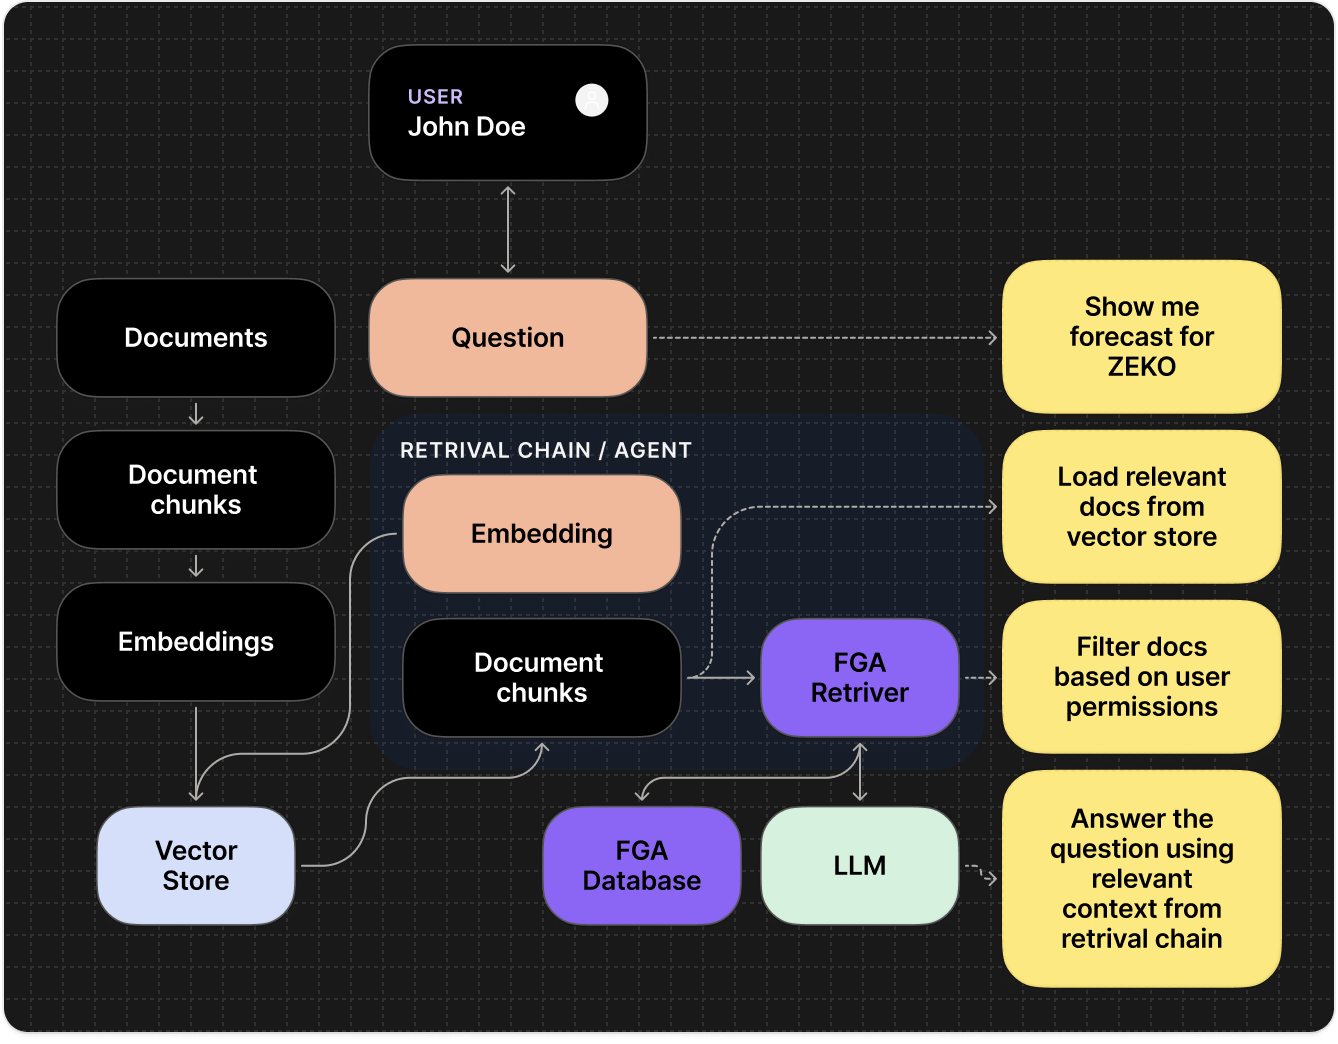 USER
John Doe
Documents
Question
Show me
forecast for
ZEKO
Document
chunks
RETRIVAL CHAIN / AGENT
Embedding
Load relevant
docs from
vector store
Embeddings
Document
chunks
FGA
Retriver
Filter docs
based on user
permissions
Vector
Store
FGA
Database
LLM
Answer the
question using
relevant
context from
retrival chain